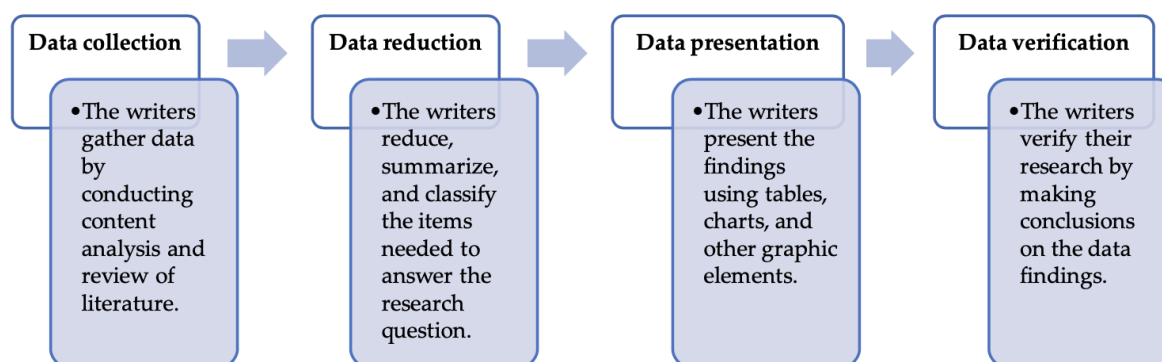 Data collection
•The writers
gather data
by
conducting
content
analysis and
review of
literature.
Data reduction
•The writers
reduce,
summarize,
and classify
the items
needed to
answer the
research
question.
Data presentation
•The writers
present the
findings
using tables,
charts, and
other graphic
elements.
Data verification
•The writers
verify their
research by
making
conclusions
on the data
findings.